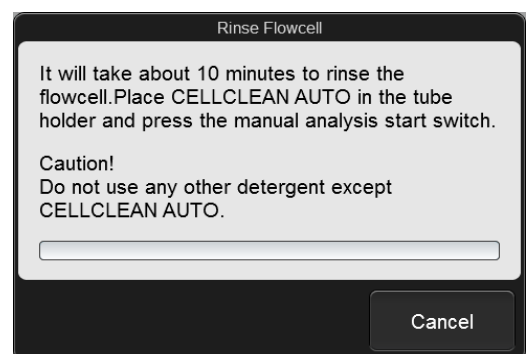 Rinse Flowcell
It will take about 10 minutes to rinse the
flowcell.Place CELLCLEAN AUTO in the tube
holder and press the manual analysis start switch.
Caution!
Do not use any other detergent except
CELLCLEAN AUTO.
Cancel